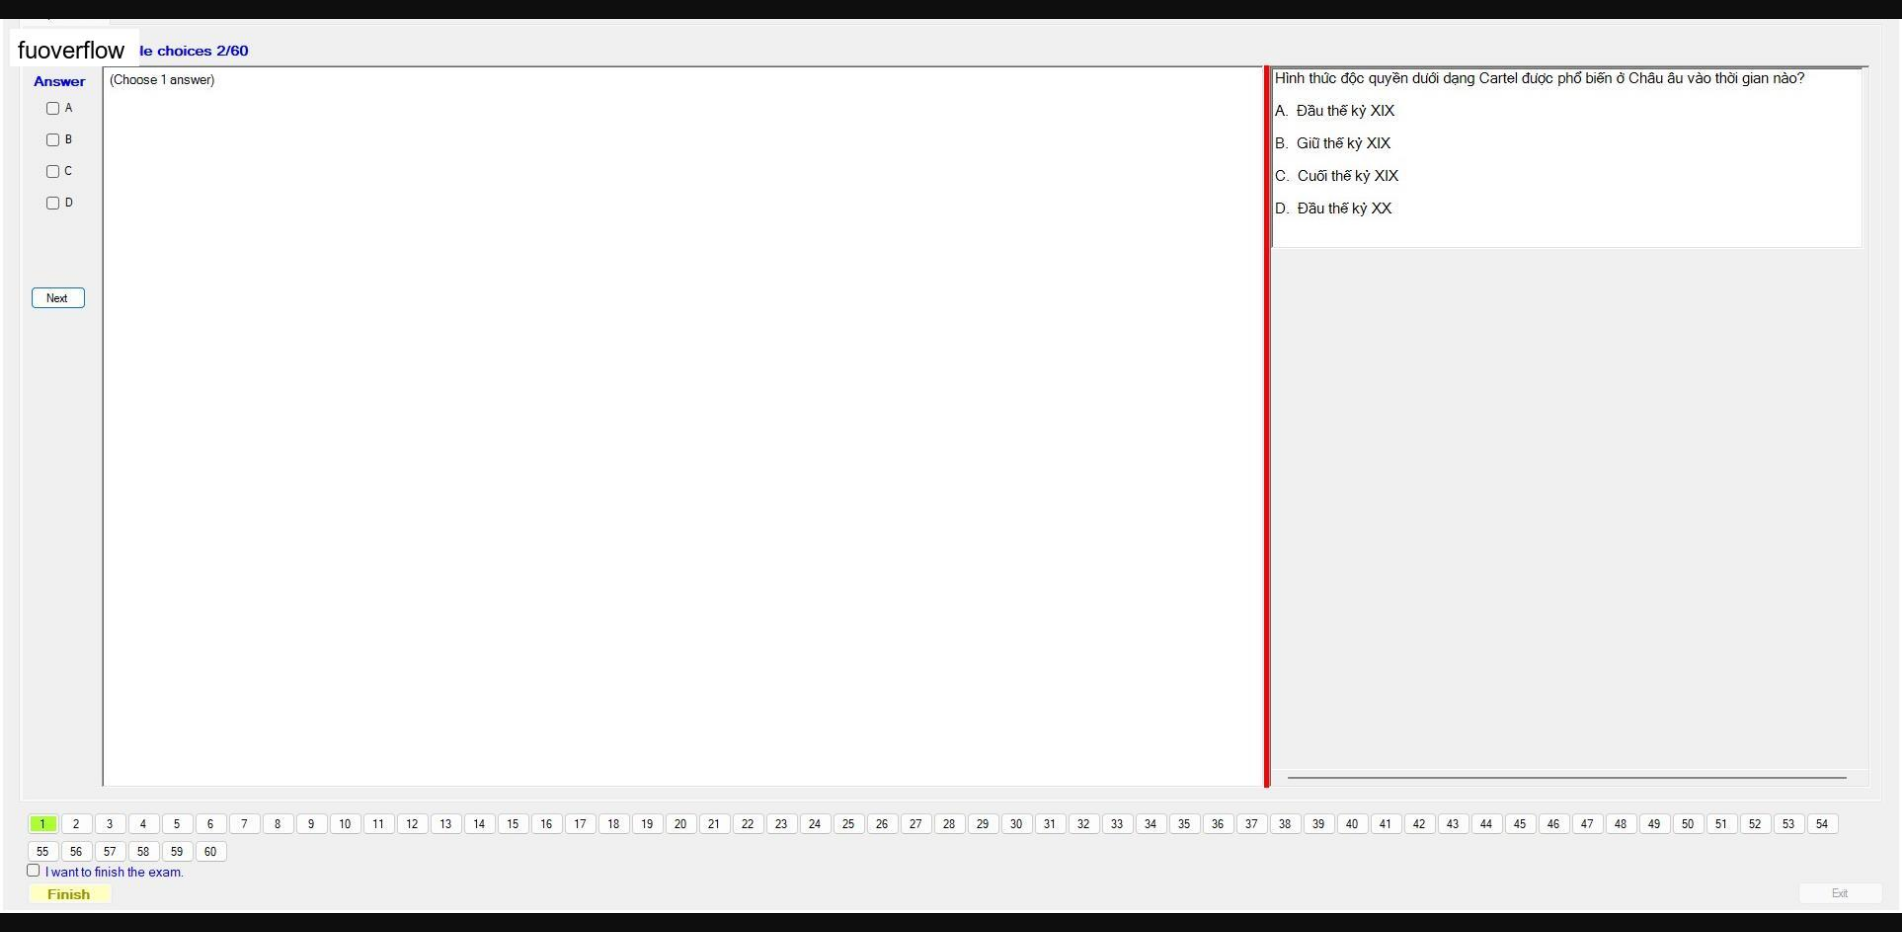 fuoverflow le choices 2/60
Answer
(Choose 1 answer)
A
B
C
D
Next
Hình thức độc quyền dưới dạng Cartel được phổ biến ở Châu âu vào thời gian nào?
A. Đầu thế kỷ XIX
B. Giữ thế kỷ XIX
C. Cuối thế kỷ XIX
D. Đầu thế kỷ XX
1 2 3 4 5 6 7 8 9 10 11 12 13 14 15 16 17 18 19 20 21 22 23 24 25 26 27 28 29 30 31 32 33 34 35 36 37 38 39 40 41 42 43 44 45 46 47 48 49 50 51 52 53 54
55 56 57 58 59 60
I want to finish the exam.
Finish
Exit